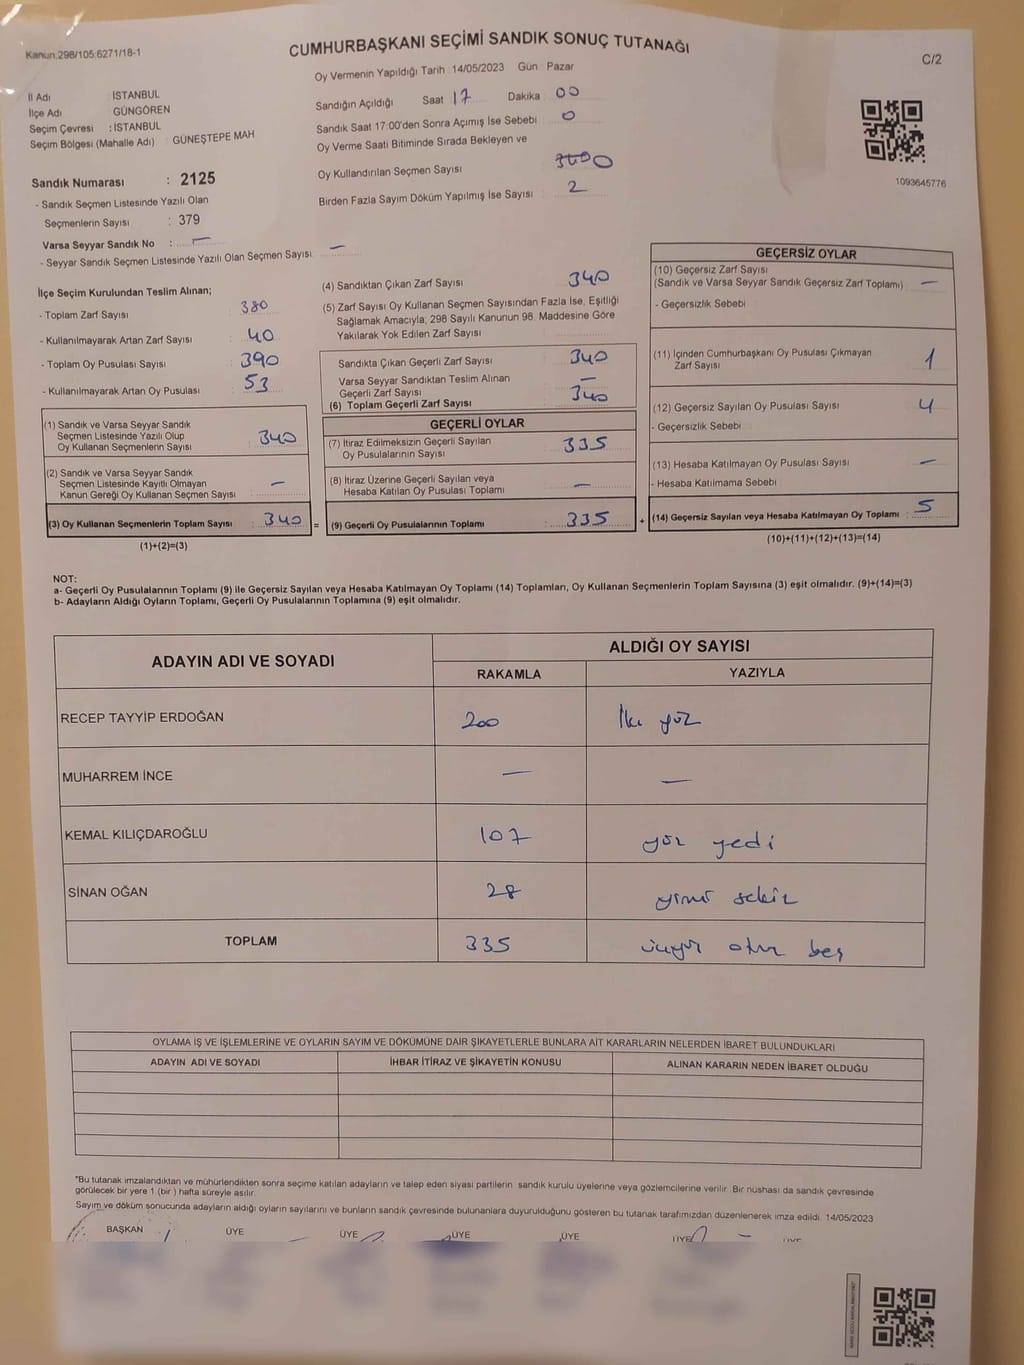 Kanun:298/105;6271/18-1
CUMHURBAŞKANI SEÇİMİ SANDIK SONUÇ TUTANAĞI
C/2
Oy Vermenin Yapıldığı Tarih 14/05/2023 Gün Pazar
İl Adı İSTANBUL
İlçe Adı GÜNGÖREN
Seçim Çevresi : İSTANBUL
Seçim Bölgesi (Mahalle Adı) GÜNEŞTEPE MAH
Sandık Numarası : 2125
- Sandık Seçmen Listesinde Yazılı Olan
Seçmenlerin Sayısı : 379
Varsa Seyyar Sandık No : —
- Seyyar Sandık Seçmen Listesinde Yazılı Olan Seçmen Sayısı: —
Sandığın Açıldığı Saat 17 Dakika 00
Sandık Saat 17:00'den Sonra Açımış İse Sebebi 0
Oy Verme Saati Bitiminde Sırada Bekleyen ve
Oy Kullandırılan Seçmen Sayısı 0
Birden Fazla Sayım Döküm Yapılmış İse Sayısı 2
1093645776
İlçe Seçim Kurulundan Teslim Alınan;
- Toplam Zarf Sayısı : 380
- Kullanılmayarak Artan Zarf Sayısı : 40
- Toplam Oy Pusulası : 390
- Kullanılmayarak Artan Oy Pusulası : 53
(1) Sandık ve Varsa Seyyar Sandık
Seçmen Listesinde Yazılı Olup
Oy Kullanan Seçmenlerin Sayısı : 340
(2) Sandık ve Varsa Seyyar Sandık
Seçmen Listesinde Kayıtlı Olmayan
Kanun Gereği Oy Kullanan Seçmen Sayısı : —
(3) Oy Kullanan Seçmenlerin Toplam Sayısı : 340
(1)+(2)=(3)
(4) Sandıktan Çıkan Zarf Sayısı 340
(5) Zarf Sayısı Oy Kullanan Seçmen Sayısından Fazla İse, Eşitliği
Sağlamak Amacıyla, 298 Sayılı Kanunun 98. Maddesine Göre
Yakılarak Yok Edilen Zarf Sayısı
Sandıkta Çıkan Geçerli Zarf Sayısı 340
Varsa Seyyar Sandıktan Teslim Alınan
Geçerli Zarf Sayısı —
(6) Toplam Geçerli Zarf Sayısı 340
GEÇERLİ OYLAR
(7) İtiraz Edilmeksizin Geçerli Sayılan
Oy Pusulalarının Sayısı : 335
(8) İtiraz Üzerine Geçerli Sayılan veya
Hesaba Katılan Oy Pusulası Toplamı : —
= (9) Geçerli Oy Pusulalarının Toplamı : 335 +
GEÇERSİZ OYLAR
(10) Geçersiz Zarf Sayısı
(Sandık ve Varsa Seyyar Sandık Geçersiz Zarf Toplamı) —
- Geçersizlik Sebebi
(11) İçinden Cumhurbaşkanı Oy Pusulası Çıkmayan
Zarf Sayısı 1
(12) Geçersiz Sayılan Oy Pusulası Sayısı 4
- Geçersizlik Sebebi
(13) Hesaba Katılmayan Oy Pusulası Sayısı —
- Hesaba Katılmama Sebebi
(14) Geçersiz Sayılan veya Hesaba Katılmayan Oy Toplamı : 5
(10)+(11)+(12)+(13)=(14)
NOT:
a- Geçerli Oy Pusulalarının Toplamı (9) ile Geçersiz Sayılan veya Hesaba Katılmayan Oy Toplamı (14) Toplamları, Oy Kullanan Seçmenlerin Toplam Sayısına (3) eşit olmalıdır. (9)+(14)=(3)
b- Adayların Aldığı Oyların Toplamı, Geçerli Oy Pusulalarının Toplamına (9) eşit olmalıdır.
ADAYIN ADI VE SOYADI ALDIĞI OY SAYISI
RAKAMLA YAZIYLA
RECEP TAYYİP ERDOĞAN 200 İki yüz
MUHARREM İNCE — —
KEMAL KILIÇDAROĞLU 107 yüz yedi
SİNAN OĞAN 28 yirmi sekiz
TOPLAM 335 üçyüz otuz beş
OYLAMA İŞ VE İŞLEMLERİNE VE OYLARIN SAYIM VE DÖKÜMÜNE DAİR ŞİKAYETLERLE BUNLARA AİT KARARLARIN NELERDEN İBARET BULUNDUKLARI
ADAYIN ADI VE SOYADI İHBAR İTİRAZ VE ŞİKAYETİN KONUSU ALINAN KARARIN NEDEN İBARET OLDUĞU
*Bu tutanak imzalandıktan ve mühürlendikten sonra seçime katılan adayların ve talep eden siyasi partilerin sandık kurulu üyelerine veya gözlemcilerine verilir. Bir nüshası da sandık çevresinde
görülecek bir yere 1 (bir ) hafta süreyle asılır.
Sayım ve döküm sonucunda adayların aldığı oyların sayılarını ve bunların sandık çevresinde bulunanlara duyurulduğunu gösteren bu tutanak tarafımızdan düzenlenerek imza edildi. 14/05/2023
BAŞKAN ÜYE ÜYE ÜYE ÜYE ÜYE ÜYE